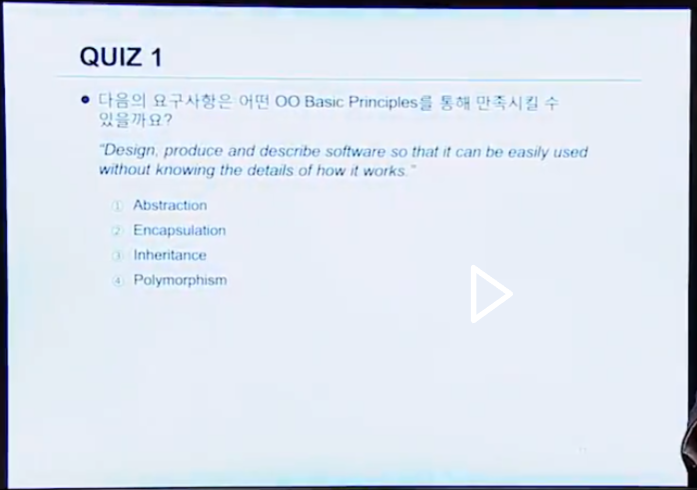 QUIZ 1
• 다음의 요구사항은 어떤 OO Basic Principles를 통해 만족시킬 수
있을까요?
“Design, produce and describe software so that it can be easily used
without knowing the details of how it works.”
① Abstraction
② Encapsulation
③ Inheritance
④ Polymorphism